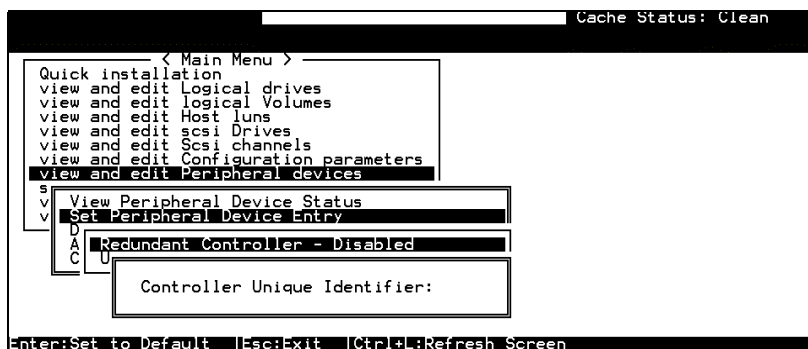 Cache Status: Clean
< Main Menu >
Quick installation
view and edit Logical drives
view and edit logical Volumes
view and edit Host luns
view and edit scsi Drives
view and edit Scsi channels
view and edit Configuration parameters
view and edit Peripheral devices
s
v View Peripheral Device Status
v Set Peripheral Device Entry
D
A Redundant Controller - Disabled
C U
Controller Unique Identifier:
Enter:Set to Default |Esc:Exit |Ctrl+L:Refresh Screen